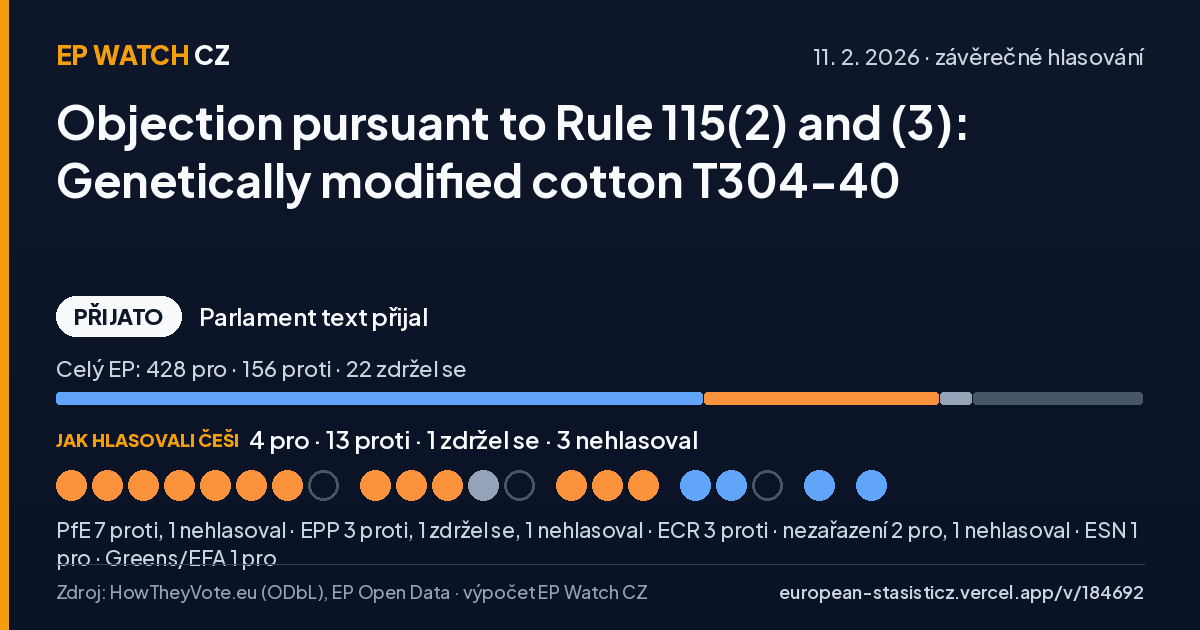 EP WATCH CZ
11. 2. 2026 · závěrečné hlasování
Objection pursuant to Rule 115(2) and (3):
Genetically modified cotton T304-40
PŘIJATO Parlament text přijal
Celý EP: 428 pro · 156 proti · 22 zdržel se
JAK HLASOVALI ČEŠI 4 pro · 13 proti · 1 zdržel se · 3 nehlasoval
PfE 7 proti, 1 nehlasoval · EPP 3 proti, 1 zdržel se, 1 nehlasoval · ECR 3 proti · nezařazení 2 pro, 1 nehlasoval · ESN 1
pro · Greens/EFA 1 pro
Zdroj: HowTheyVote.eu (ODbL), EP Open Data · výpočet EP Watch CZ
european-stasisticz.vercel.app/v/184692